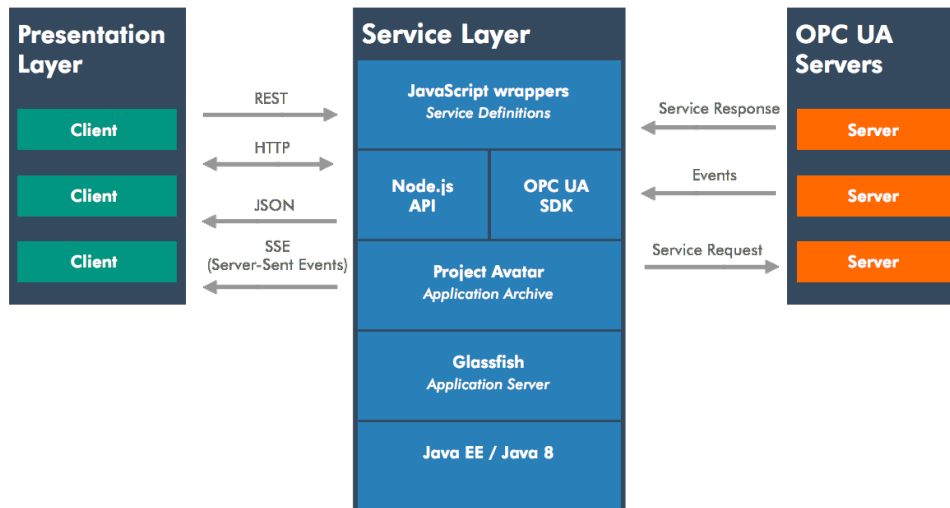 Presentation
Layer
Client
Client
Client
REST
HTTP
JSON
SSE
(Server-Sent Events)
Service Layer
JavaScript wrappers
Service Definitions
Node.js
API
OPC UA
SDK
Project Avatar
Application Archive
Glassfish
Application Server
Java EE / Java 8
Service Response
Events
Service Request
OPC UA
Servers
Server
Server
Server